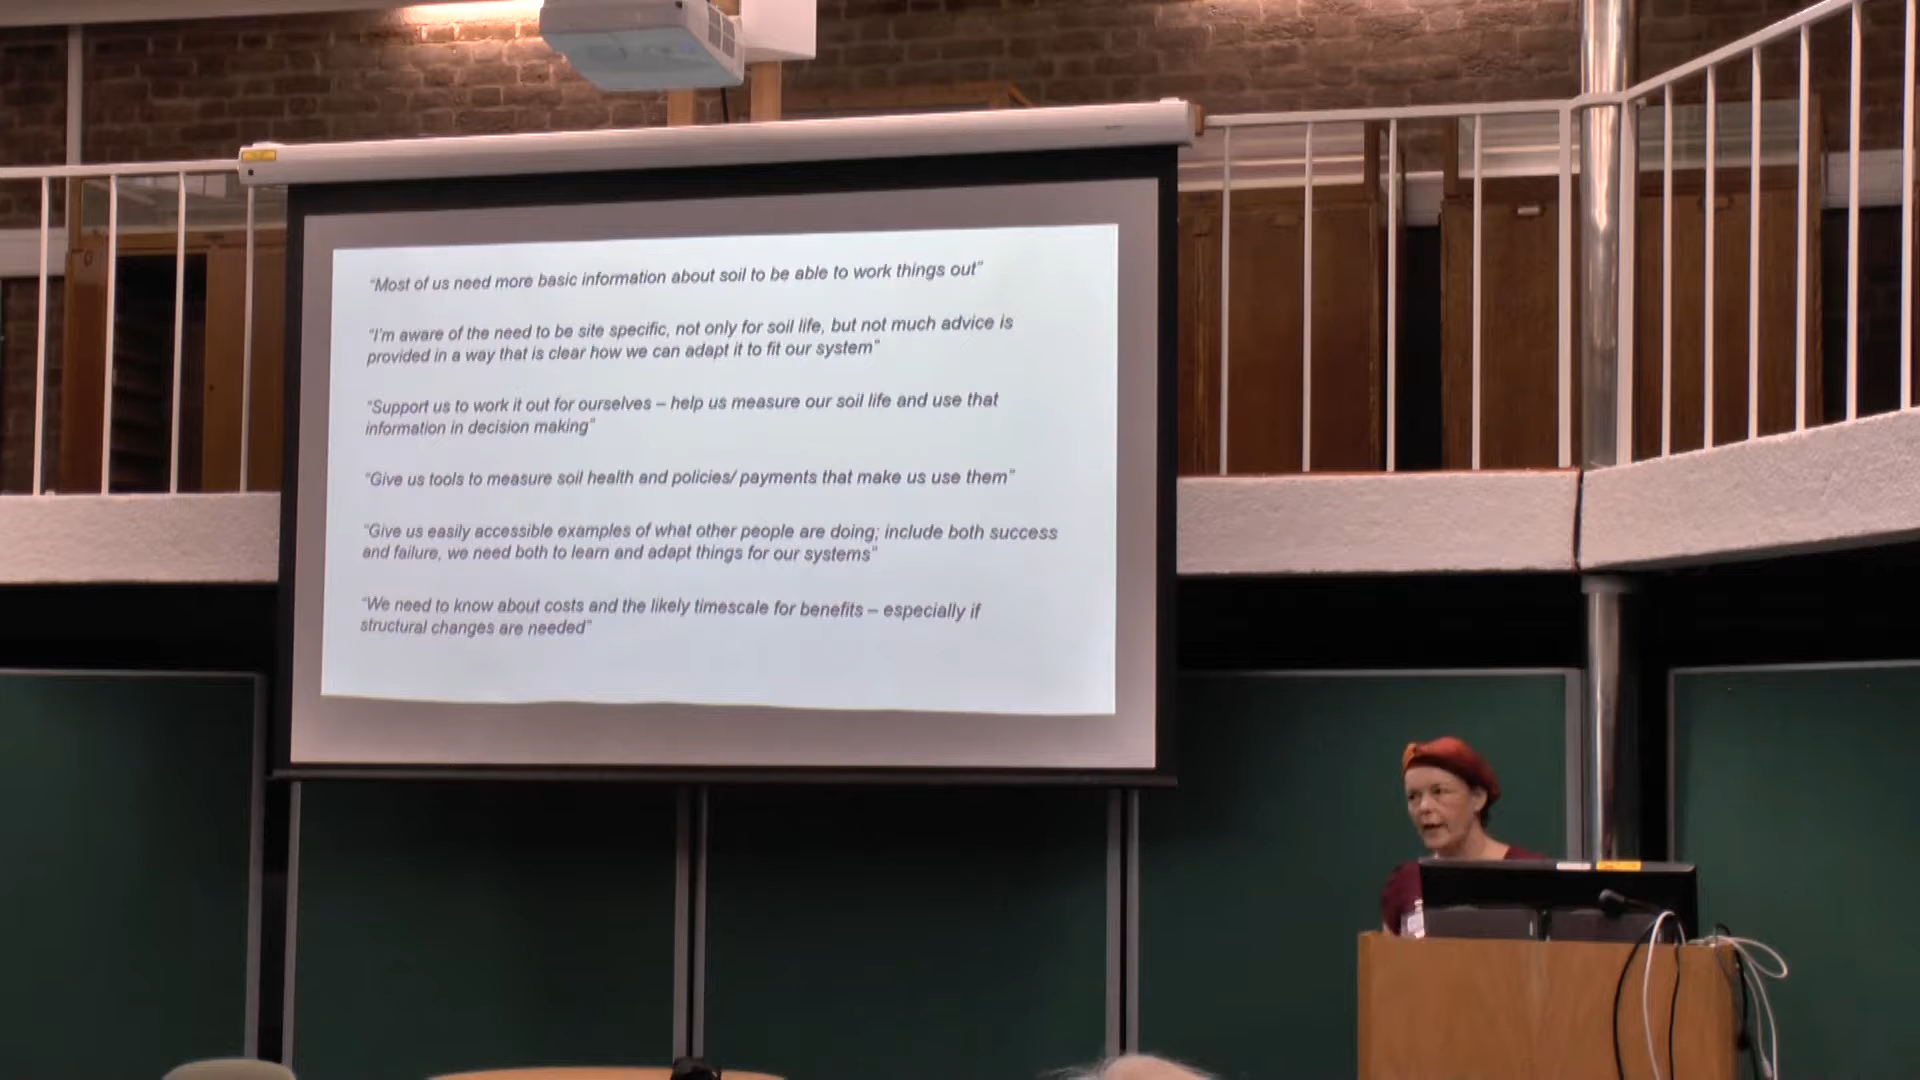 “Most of us need more basic information about soil to be able to work things out”
“I’m aware of the need to be site specific, not only for soil life, but not much advice is
provided in a way that is clear how we can adapt it to fit our system”
“Support us to work it out for ourselves – help us measure our soil life and use that
information in decision making”
“Give us tools to measure soil health and policies/ payments that make us use them”
“Give us easily accessible examples of what other people are doing; include both success
and failure, we need both to learn and adapt things for our systems”
“We need to know about costs and the likely timescale for benefits – especially if
structural changes are needed”